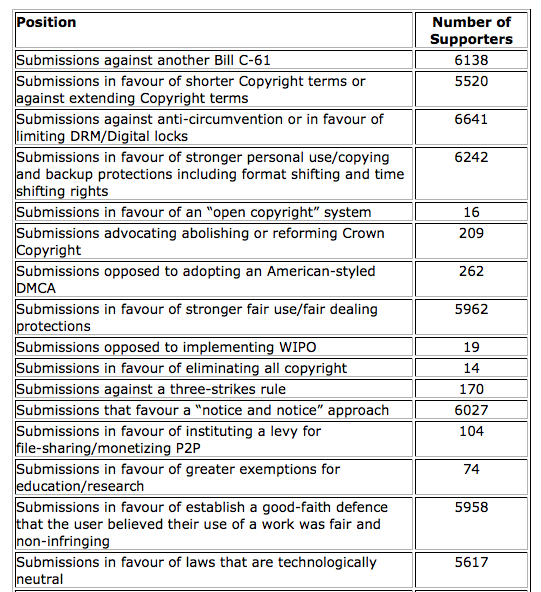 Position Number of
Supporters
Submissions against another Bill C-61 6138
Submissions in favour of shorter Copyright terms or 5520
against extending Copyright terms
Submissions against anti-circumvention or in favour of 6641
limiting DRM/Digital locks
Submissions in favour of stronger personal use/copying 6242
and backup protections including format shifting and time
shifting rights
Submissions in favour of an “open copyright” system 16
Submissions advocating abolishing or reforming Crown 209
Copyright
Submissions opposed to adopting an American-styled 262
DMCA
Submissions in favour of stronger fair use/fair dealing 5962
protections
Submissions opposed to implementing WIPO 19
Submissions in favour of eliminating all copyright 14
Submissions against a three-strikes rule 170
Submissions that favour a “notice and notice” approach 6027
Submissions in favour of instituting a levy for 104
file-sharing/monetizing P2P
Submissions in favour of greater exemptions for 74
education/research
Submissions in favour of establish a good-faith defence 5958
that the user believed their use of a work was fair and
non-infringing
Submissions in favour of laws that are technologically 5617
neutral